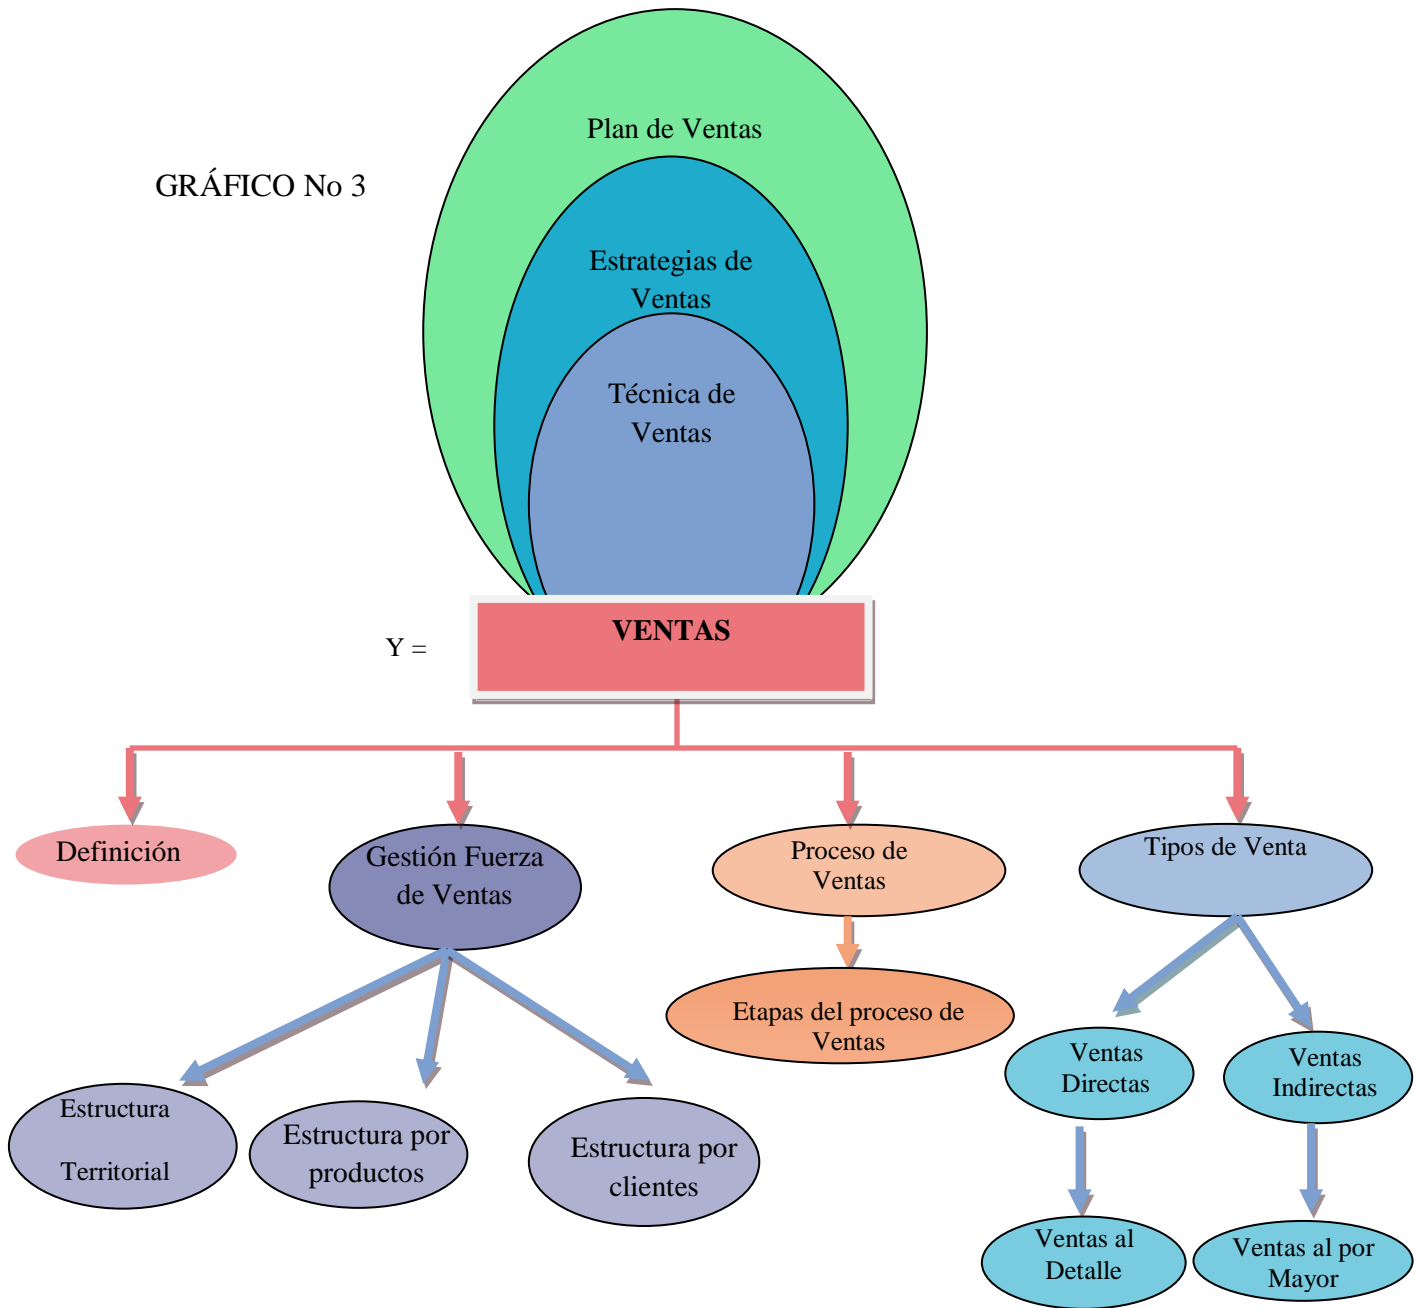 Plan de Ventas
GRÁFICO No 3
Estrategias de
Ventas
Técnica de
Ventas
VENTAS
Y =
Definición
Gestión Fuerza
de Ventas
Proceso de
Ventas
Tipos de Venta
Etapas del proceso de
Ventas
Ventas
Directas
Ventas
Indirectas
Estructura
Territorial
Estructura por
productos
Estructura por
clientes
Ventas al
Detalle
Ventas al por
Mayor